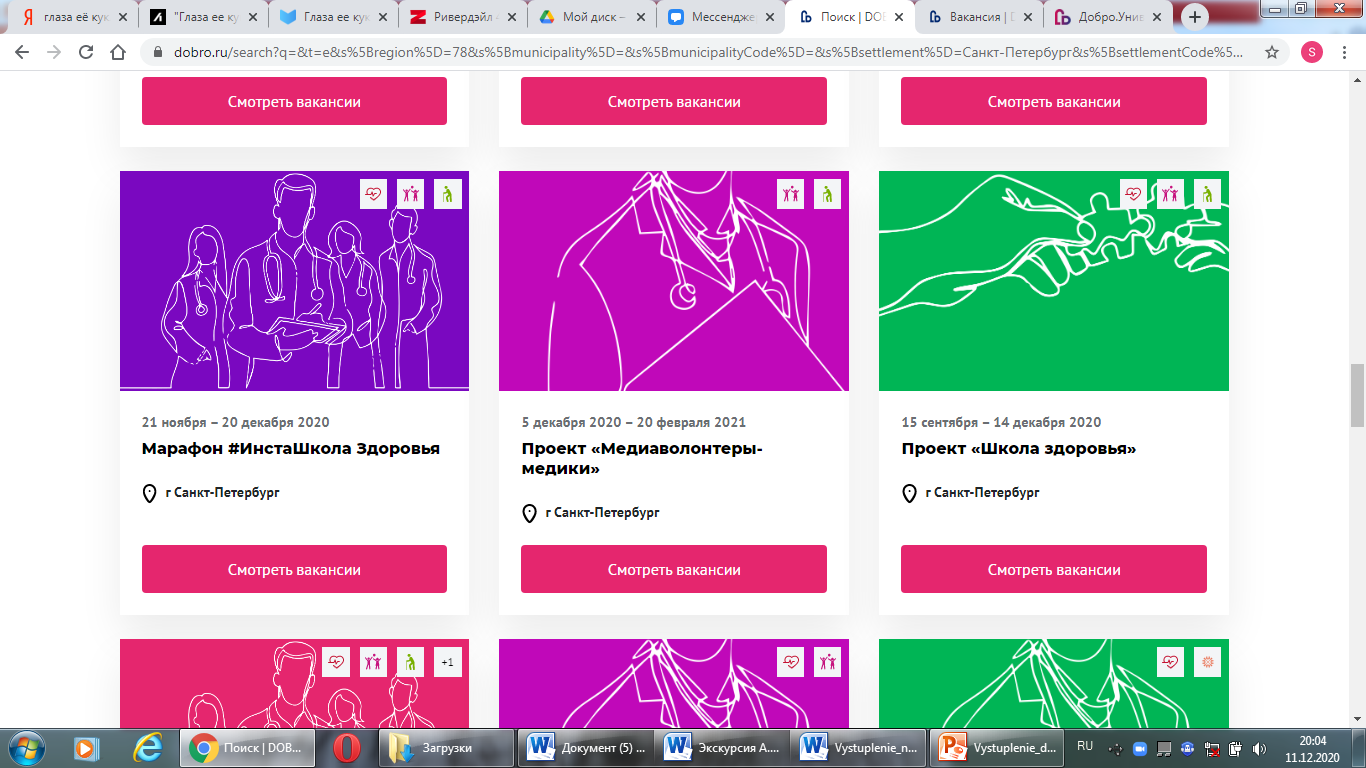 глаза её кук
"Глаза ее ку
Глаза ее кук
Ривердэйл
Мой диск –
Мессендже
Поиск | DOB
Вакансия | D
Добро.Унив
dobro.ru/search?q=&t=e&s%5Bregion%5D=78&s%5Bmunicipality%5D=&s%5BmunicipalityCode%5D=&s%5Bsettlement%5D=Санкт-Петербург&s%5BsettlementCode%5...
S
Смотреть вакансии
Смотреть вакансии
Смотреть вакансии
21 ноября – 20 декабря 2020
Марафон #ИнстаШкола Здоровья
г Санкт-Петербург
Смотреть вакансии
5 декабря 2020 – 20 февраля 2021
Проект «Медиаволонтеры-
медики»
г Санкт-Петербург
Смотреть вакансии
15 сентября – 14 декабря 2020
Проект «Школа здоровья»
г Санкт-Петербург
Смотреть вакансии
+1
Поиск | DOB...
Загрузки
Документ (5) ...
Экскурсия А....
Vystuplenie_n...
Vystuplenie_d...
RU
20:04
11.12.2020